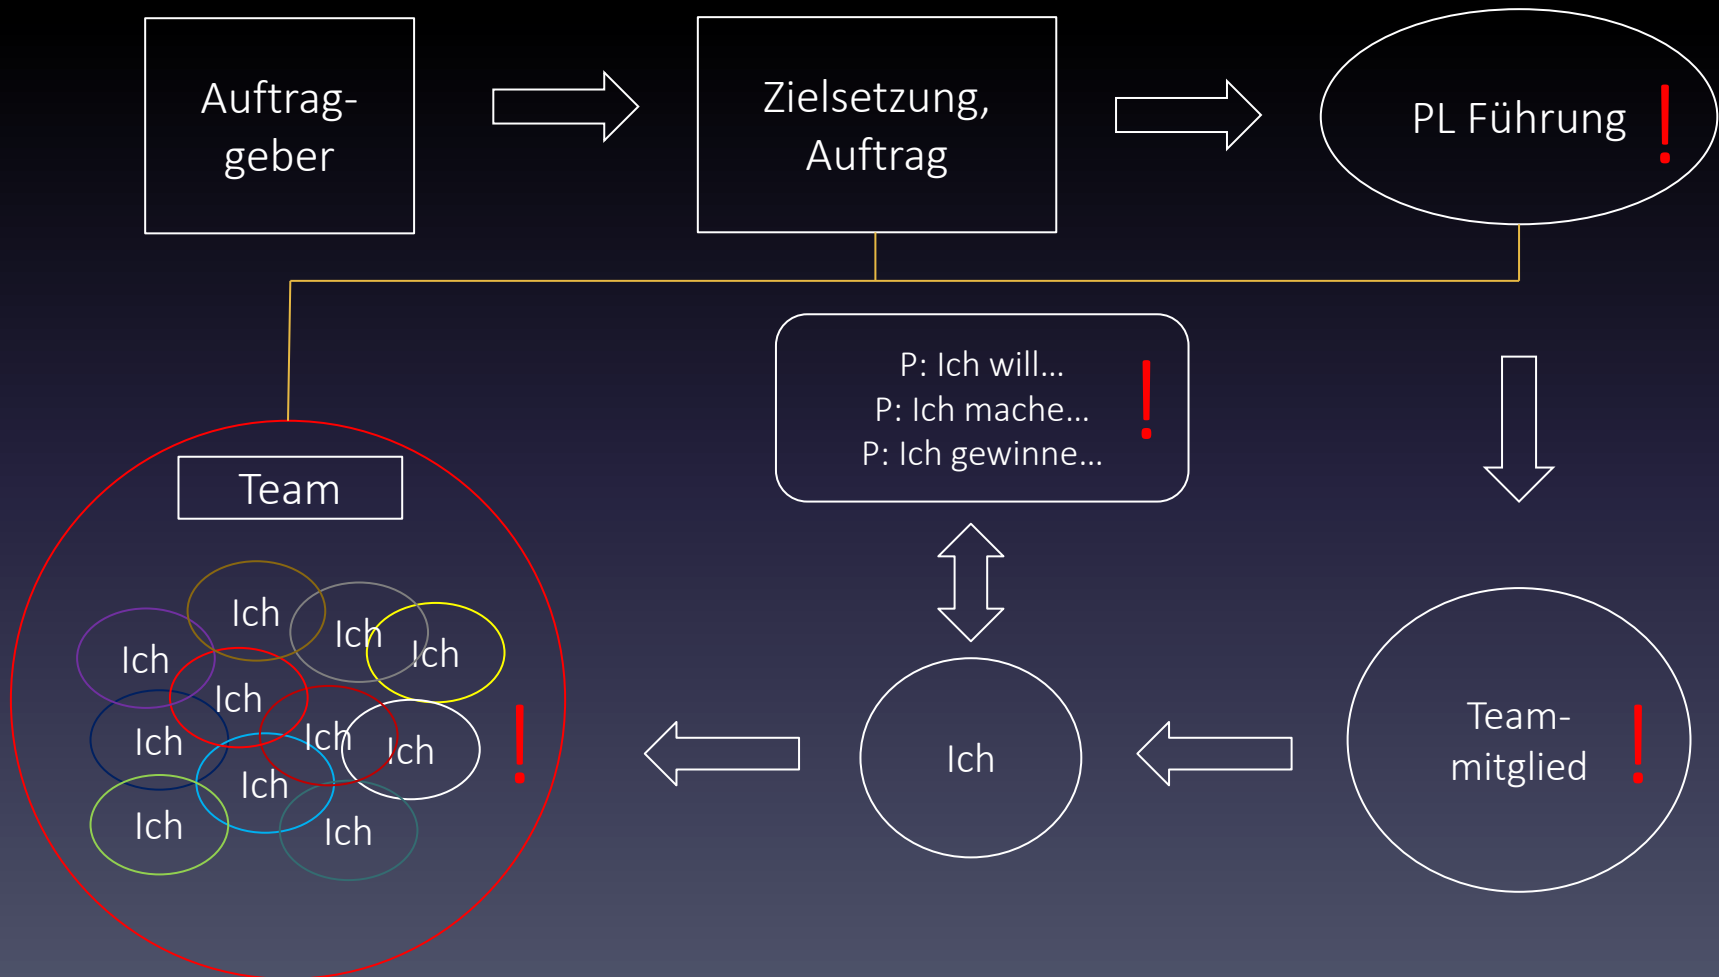 Auftrag-
geber
Zielsetzung,
Auftrag
PL Führung
!
P: Ich will...
P: Ich mache...
P: Ich gewinne...
!
Team
Ich
Ich
Ich
Ich
Ich
Ich
Ich
Ich
Ich
Ich
Ich
!
Ich
Team-
mitglied
!